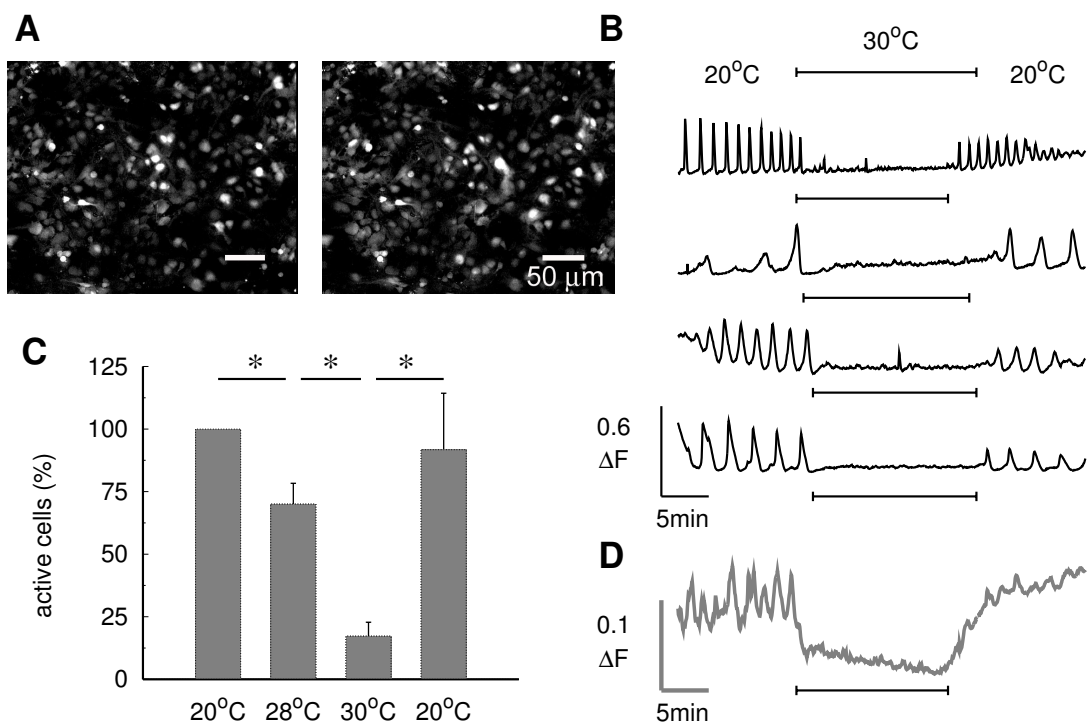 A
50 μm
B
30°C
20°C
20°C
0.6
ΔF
5min
C
active cells (%)
125
100
75
50
25
0
* * *
20°C 28°C 30°C 20°C
D
0.1
ΔF
5min